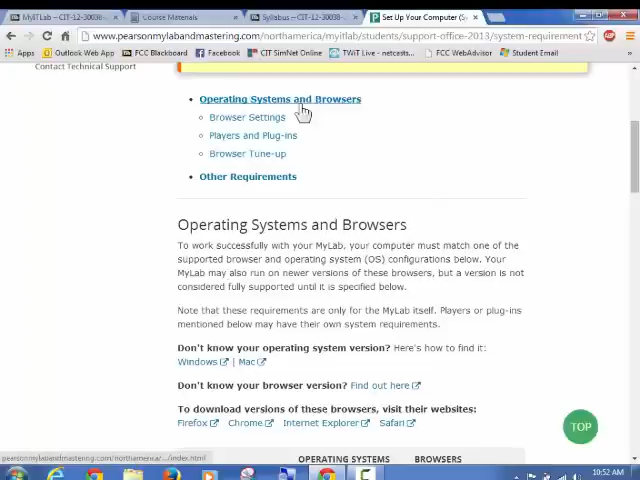 MyITLab - CIT-12-30038-
Course Materials
Syllabus – CIT-12-30038-
Set Up Your Computer (Sy
www.pearsonmylabandmastering.com/northamerica/myitlab/students/support-office-2013/system-requirement
Apps
Outlook Web App
FCC Blackboard
Facebook
CIT SimNet Online
TWiT Live - netcasts...
FCC WebAdvisor
Student Email
Contact Technical Support
Operating Systems and Browsers
Browser Settings
Players and Plug-ins
Browser Tune-up
Other Requirements
Operating Systems and Browsers
To work successfully with your MyLab, your computer must match one of the
supported browser and operating system (OS) configurations below. Your
MyLab may also run on newer versions of these browsers, but a version is not
considered fully supported until it is specified below.
Note that these requirements are only for the MyLab itself. Players or plug-ins
mentioned below may have their own system requirements.
Don't know your operating system version? Here's how to find it:
Windows | Mac
Don't know your browser version? Find out here
To download versions of these browsers, visit their websites:
Firefox Chrome Internet Explorer Safari
TOP
pearsonmylabandmastering.com/northamerica/.../index.html
OPERATING SYSTEMS BROWSERS
10:52 AM